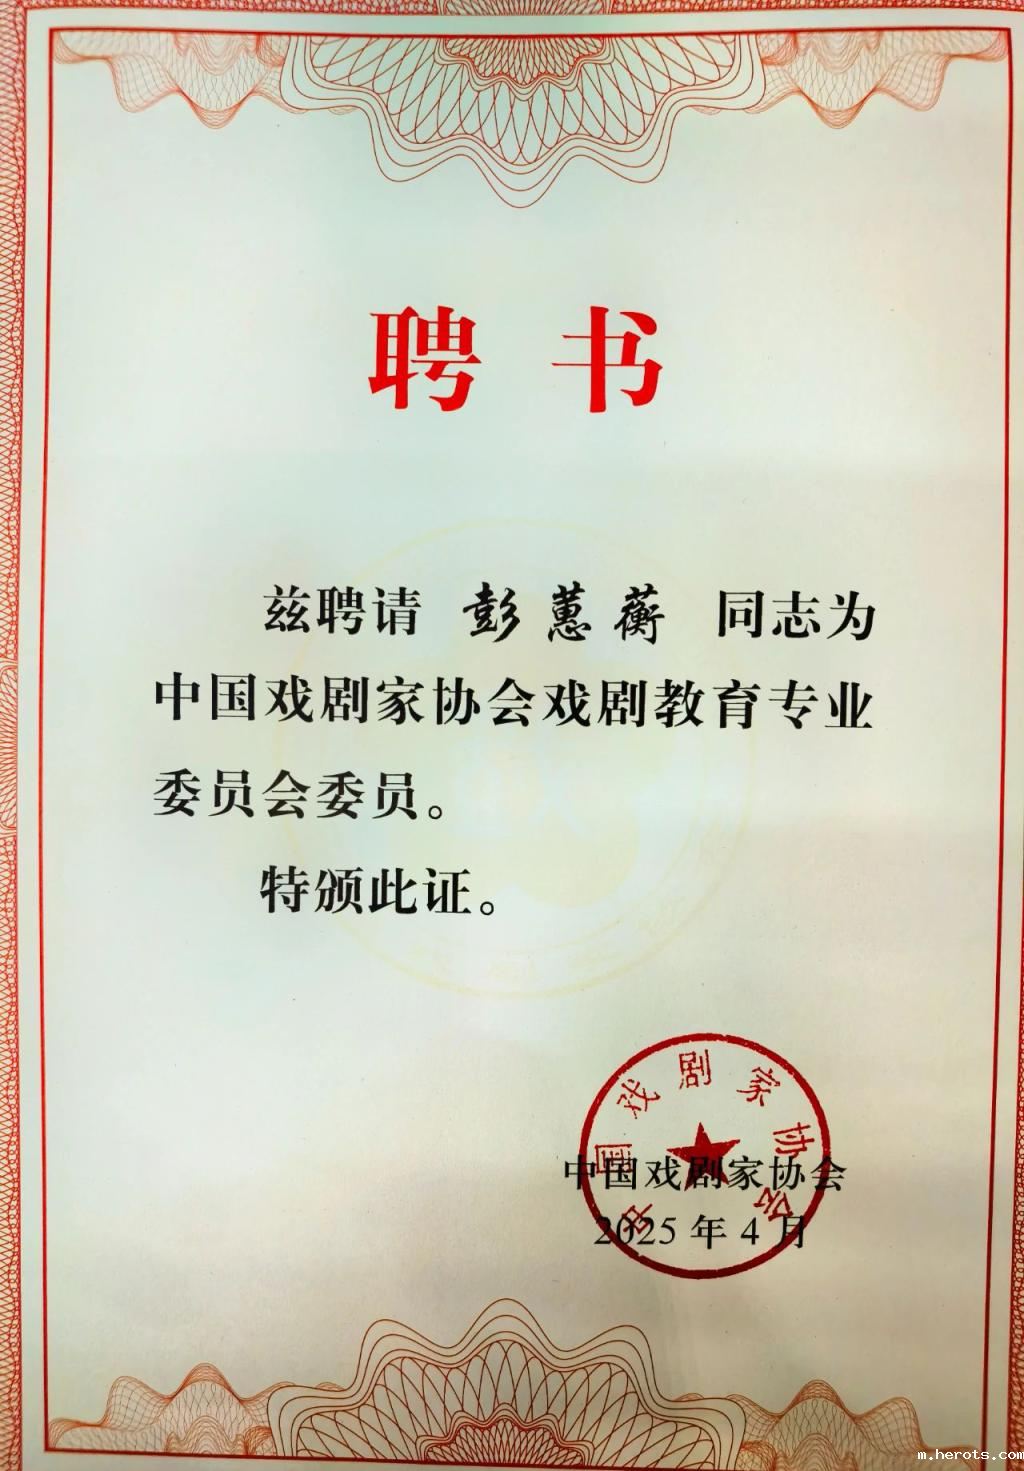 聘书
兹聘请 彭蕙蘅 同志为
中国戏剧家协会戏剧教育专业
委员会委员。
特颁此证。
中国戏剧家协会
中国戏剧家协会
2025年4月
m.herots.com